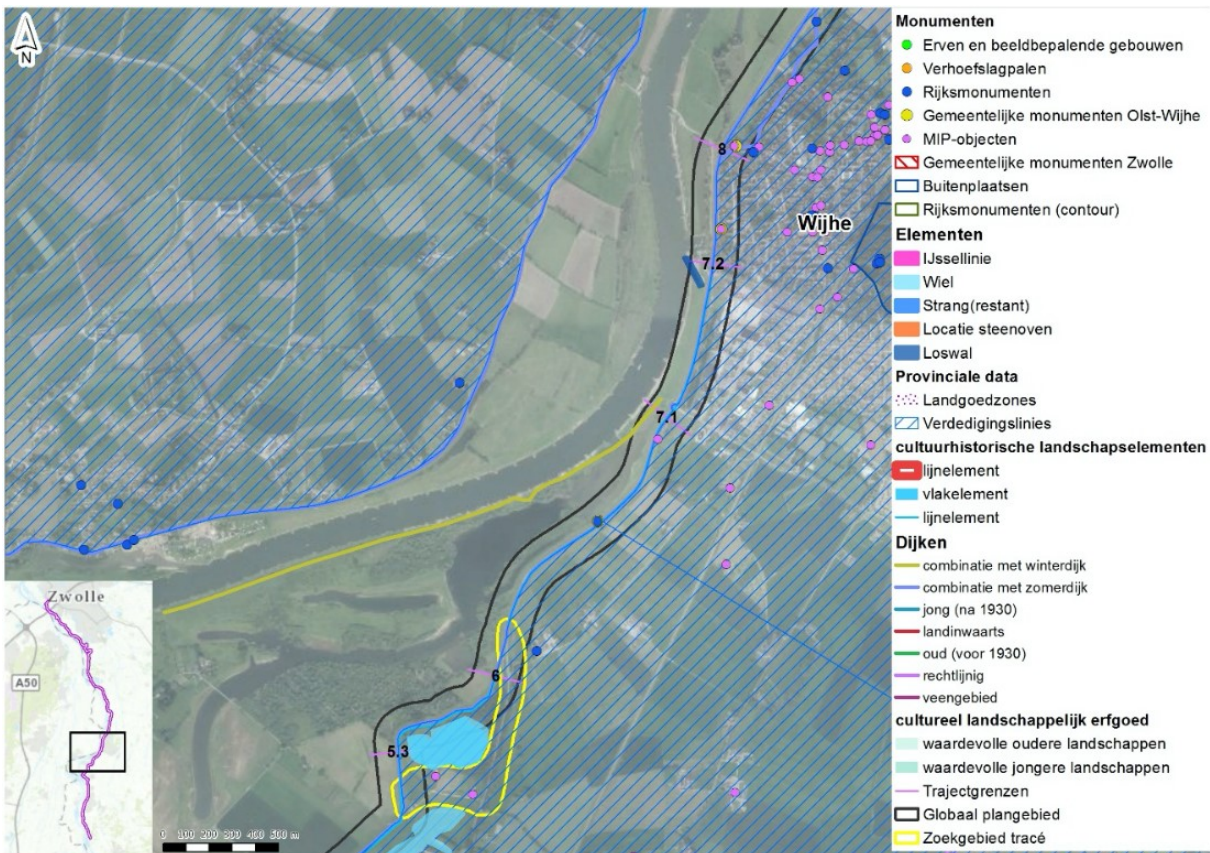 N
8
Wijhe
7.2
7.1
6
5.3
Zwolle
A50
0 100 200 300 400 500 m
Monumenten
Erven en beeldbepalende gebouwen
Verhoefslagpalen
Rijksmonumenten
Gemeentelijke monumenten Olst-Wijhe
MIP-objecten
Gemeentelijke monumenten Zwolle
Buitenplaatsen
Rijksmonumenten (contour)
Elementen
IJssellinie
Wiel
Strang(restant)
Locatie steenoven
Loswal
Provinciale data
Landgoedzones
Verdedigingslinies
cultuurhistorische landschapselementen
lijnelement
vlakelement
lijnelement
Dijken
combinatie met winterdijk
combinatie met zomerdijk
jong (na 1930)
landinwaarts
oud (voor 1930)
rechtlijnig
veengebied
cultureel landschappelijk erfgoed
waardevolle oudere landschappen
waardevolle jongere landschappen
Trajectgrenzen
Globaal plangebied
Zoekgebied tracé